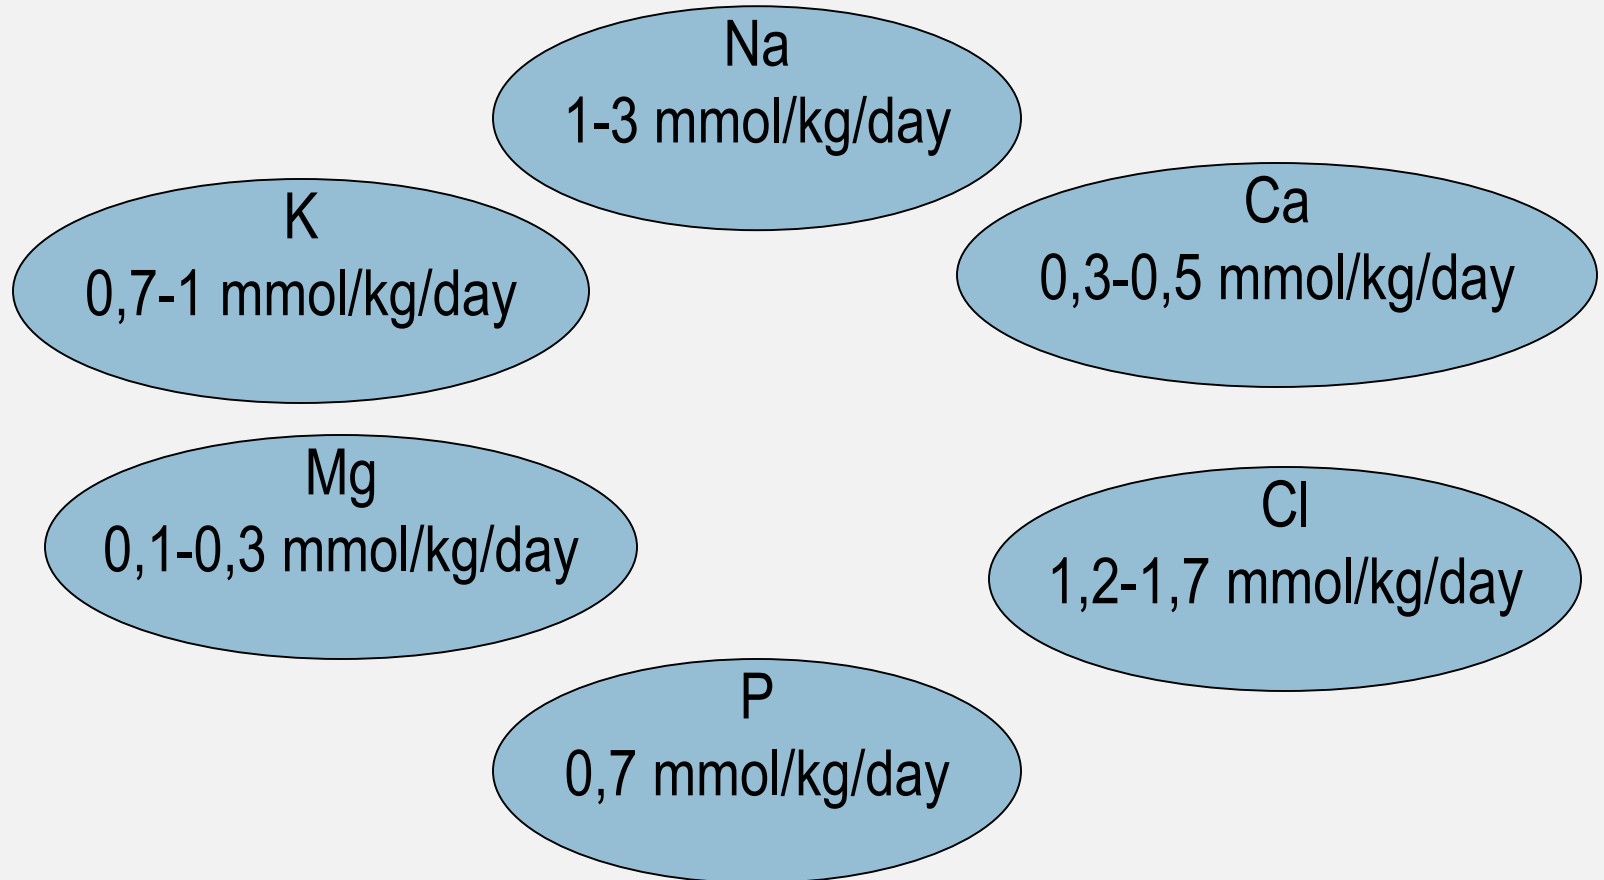 Na
1-3 mmol/kg/day
K
0,7-1 mmol/kg/day
Ca
0,3-0,5 mmol/kg/day
Mg
0,1-0,3 mmol/kg/day
Cl
1,2-1,7 mmol/kg/day
P
0,7 mmol/kg/day